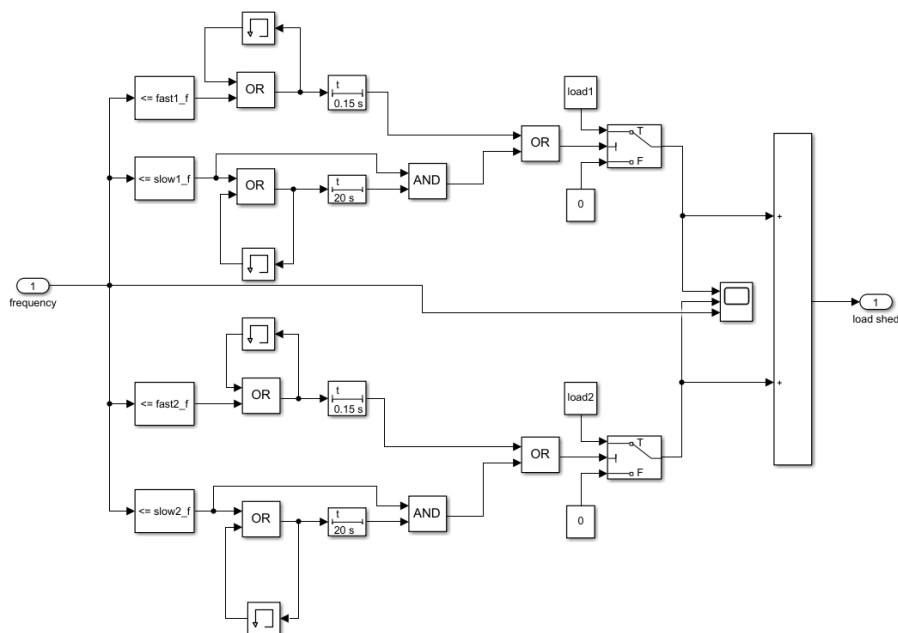 <= fast1_f
OR
t
0.15 s
load1
T
F
OR
0
<= slow1_f
OR
t
20 s
AND
+
1
frequency
1
load shed
<= fast2_f
OR
t
0.15 s
load2
T
F
OR
0
<= slow2_f
OR
t
20 s
AND
+